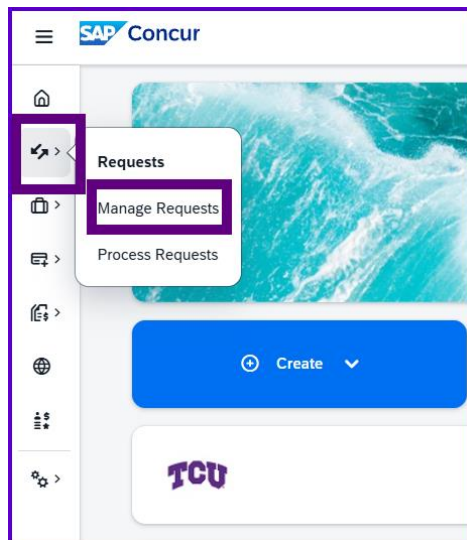 SAP Concur
Requests
Manage Requests
Process Requests
Create
TCU